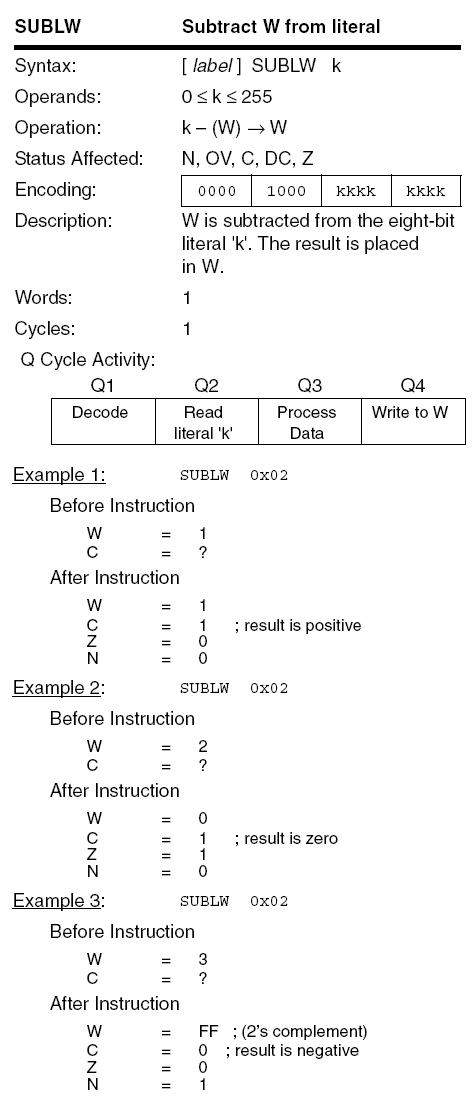 SUBLW Subtract W from literal
Syntax: [ label ] SUBLW k
Operands: 0 ≤ k ≤ 255
Operation: k – (W) → W
Status Affected: N, OV, C, DC, Z
Encoding: 0000 1000 kkkk kkkk
Description: W is subtracted from the eight-bit
literal 'k'. The result is placed
in W.
Words: 1
Cycles: 1
Q Cycle Activity:
Q1 Q2 Q3 Q4
Decode Read Process Write to W
literal 'k' Data
Example 1: SUBLW 0x02
Before Instruction
W = 1
C = ?
After Instruction
W = 1
C = 1 ; result is positive
Z = 0
N = 0
Example 2: SUBLW 0x02
Before Instruction
W = 2
C = ?
After Instruction
W = 0
C = 1 ; result is zero
Z = 1
N = 0
Example 3: SUBLW 0x02
Before Instruction
W = 3
C = ?
After Instruction
W = FF ; (2's complement)
C = 0 ; result is negative
Z = 0
N = 1